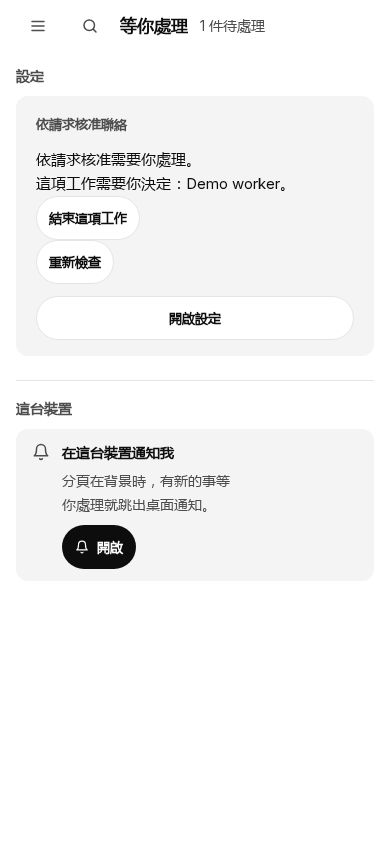 等你處理 1 件待處理
設定
依請求核准聯絡
依請求核准需要你處理。
這項工作需要你決定：Demo worker。
結束這項工作
重新檢查
開啟設定
這台裝置
在這台裝置通知我
分頁在背景時，有新的事等
你處理就跳出桌面通知。
開啟